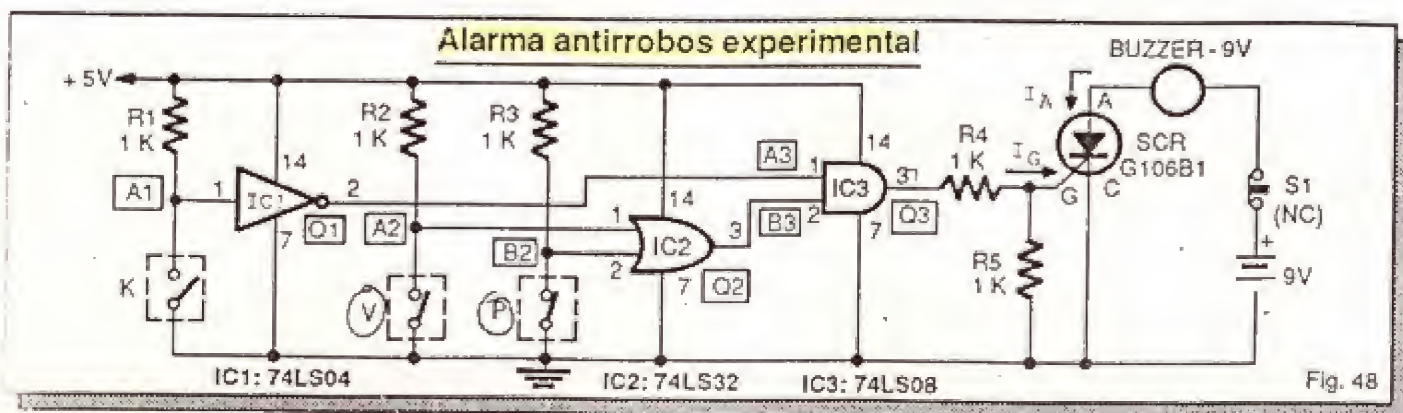 Alarma antirrobos experimental
BUZZER - 9V
+ 5V
R1
1 K
R2
1 K
R3
1 K
I A
A
SCR
G106B1
R4
1 K
I G
G
C
S1
(NC)
+
9V
14
A1
1
IC1
2
Q1
7
A3
1
14
IC3
3
B3
2
7
Q3
A2
1
14
IC2
3
B2
2
7
Q2
R5
1 K
K
V
P
IC1: 74LS04
IC2: 74LS32
IC3: 74LS08
Fig. 48